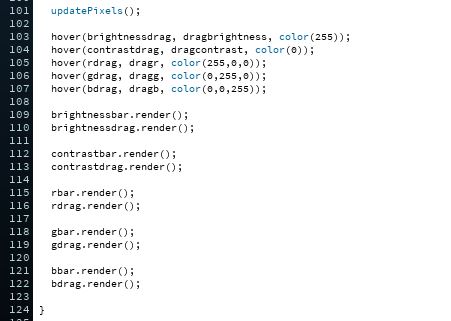 101 updatePixels();
102
103 hover(brightnessdrag, dragbrightness, color(255));
104 hover(contrastdrag, dragcontrast, color(0));
105 hover(rdrag, dragr, color(255,0,0));
106 hover(gdrag, dragg, color(0,255,0));
107 hover(bdrag, dragb, color(0,0,255));
108
109 brightnessbar.render();
110 brightnessdrag.render();
111
112 contrastbar.render();
113 contrastdrag.render();
114
115 rbar.render();
116 rdrag.render();
117
118 gbar.render();
119 gdrag.render();
120
121 bbar.render();
122 bdrag.render();
123
124 }